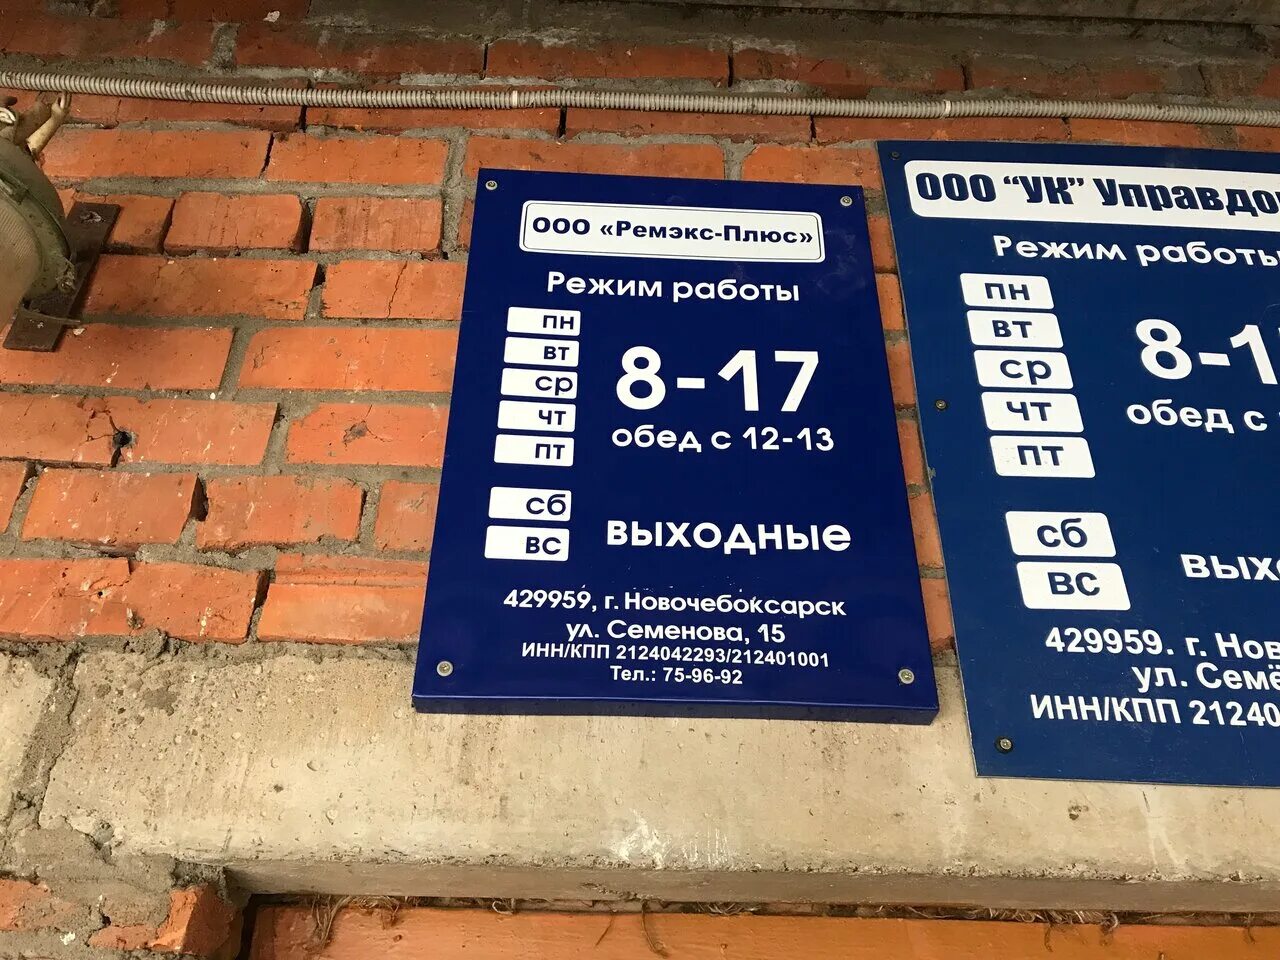 ООО «Ремэкс-Плюс»
Режим работы
пн
вт
ср
чт
пт
8-17
обед с 12-13
сб
вс
выходные
429959, г. Новочебоксарск
ул. Семенова, 15
ИНН/КПП 2124042293/212401001
Тел.: 75-96-92
ООО “УК” Управдо
Режим работы
пн
вт
ср
чт
пт
8-1
обед с
сб
вс
вых
429959. г. Нов
ул. Семё
ИНН/КПП 21240